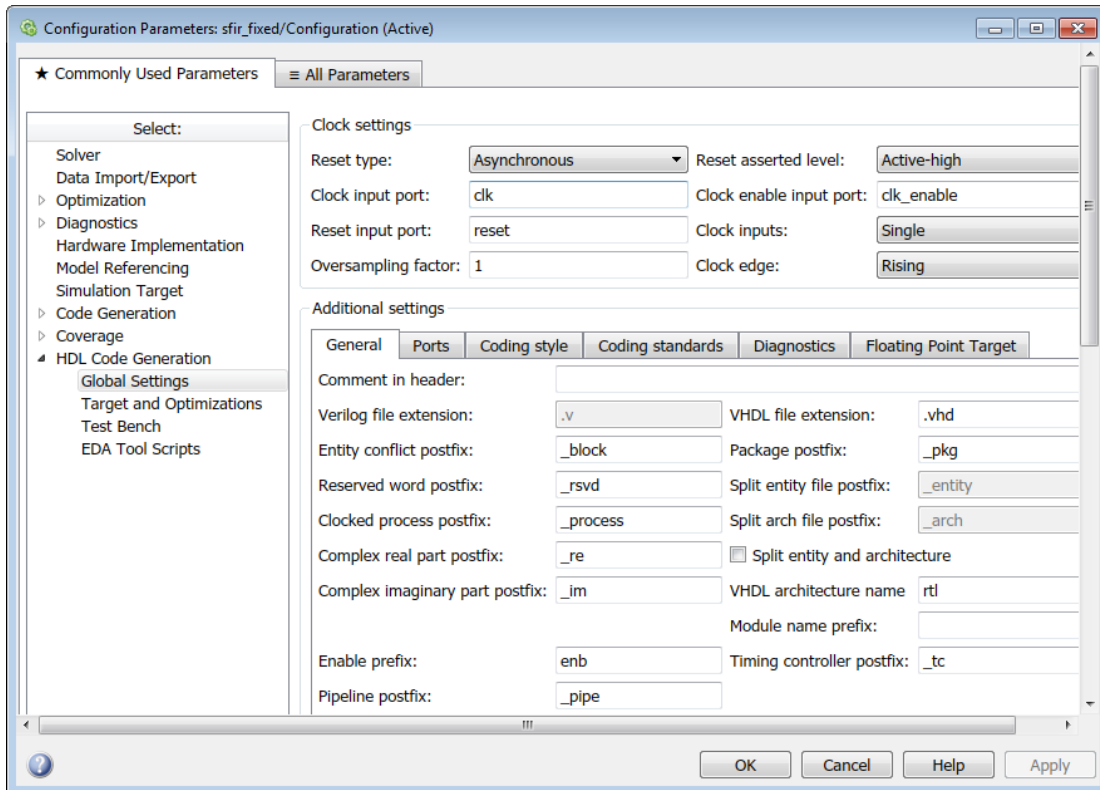 Configuration Parameters: sfir_fixed/Configuration (Active)
★ Commonly Used Parameters
≡ All Parameters
Select:
Solver
Data Import/Export
Optimization
Diagnostics
Hardware Implementation
Model Referencing
Simulation Target
Code Generation
Coverage
HDL Code Generation
Global Settings
Target and Optimizations
Test Bench
EDA Tool Scripts
Clock settings
Reset type: Asynchronous Reset asserted level: Active-high
Clock input port: clk Clock enable input port: clk_enable
Reset input port: reset Clock inputs: Single
Oversampling factor: 1 Clock edge: Rising
Additional settings
General Ports Coding style Coding standards Diagnostics Floating Point Target
Comment in header:
Verilog file extension: .v VHDL file extension: .vhd
Entity conflict postfix: _block Package postfix: _pkg
Reserved word postfix: _rsvd Split entity file postfix: _entity
Clocked process postfix: _process Split arch file postfix: _arch
Complex real part postfix: _re Split entity and architecture
Complex imaginary part postfix: _im VHDL architecture name rtl
Module name prefix:
Enable prefix: enb Timing controller postfix: _tc
Pipeline postfix: _pipe
? OK Cancel Help Apply